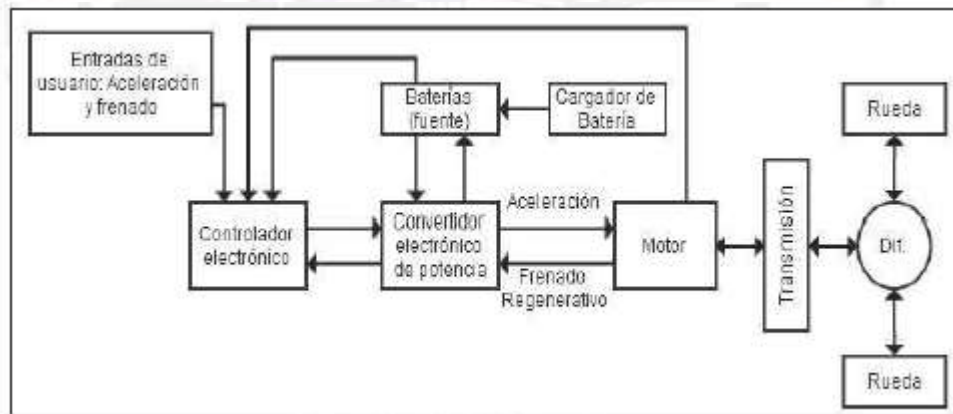 Entradas de
usuario: Aceleración
y frenado
Baterías
(fuente)
Cargador de
Batería
Rueda
Controlador
electrónico
Convertidor
electrónico
de potencia
Aceleración
Frenado
Regenerativo
Motor
Transmisión
Dif.
Rueda